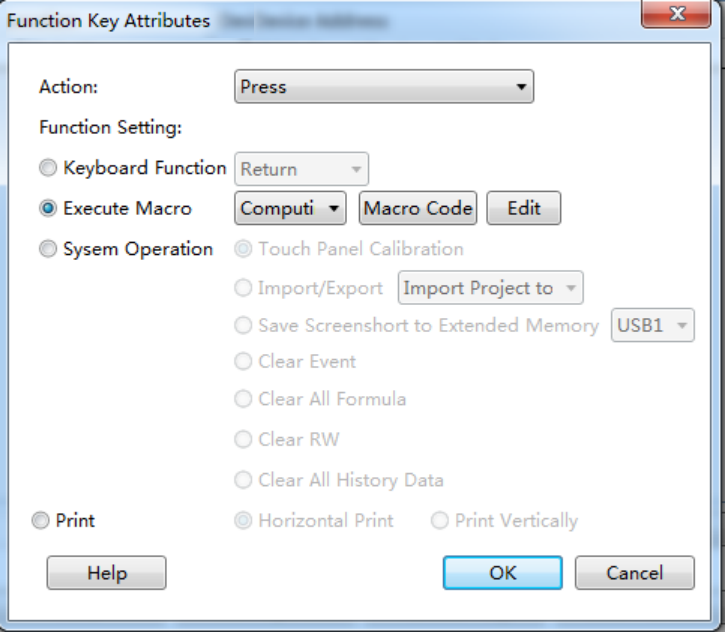 Function Key Attributes
Action: Press
Function Setting:
Keyboard Function Return
Execute Macro Computi Macro Code Edit
Sysem Operation Touch Panel Calibration
Import/Export Import Project to
Save Screenshort to Extended Memory USB1
Clear Event
Clear All Formula
Clear RW
Clear All History Data
Print Horizontal Print Print Vertically
Help OK Cancel